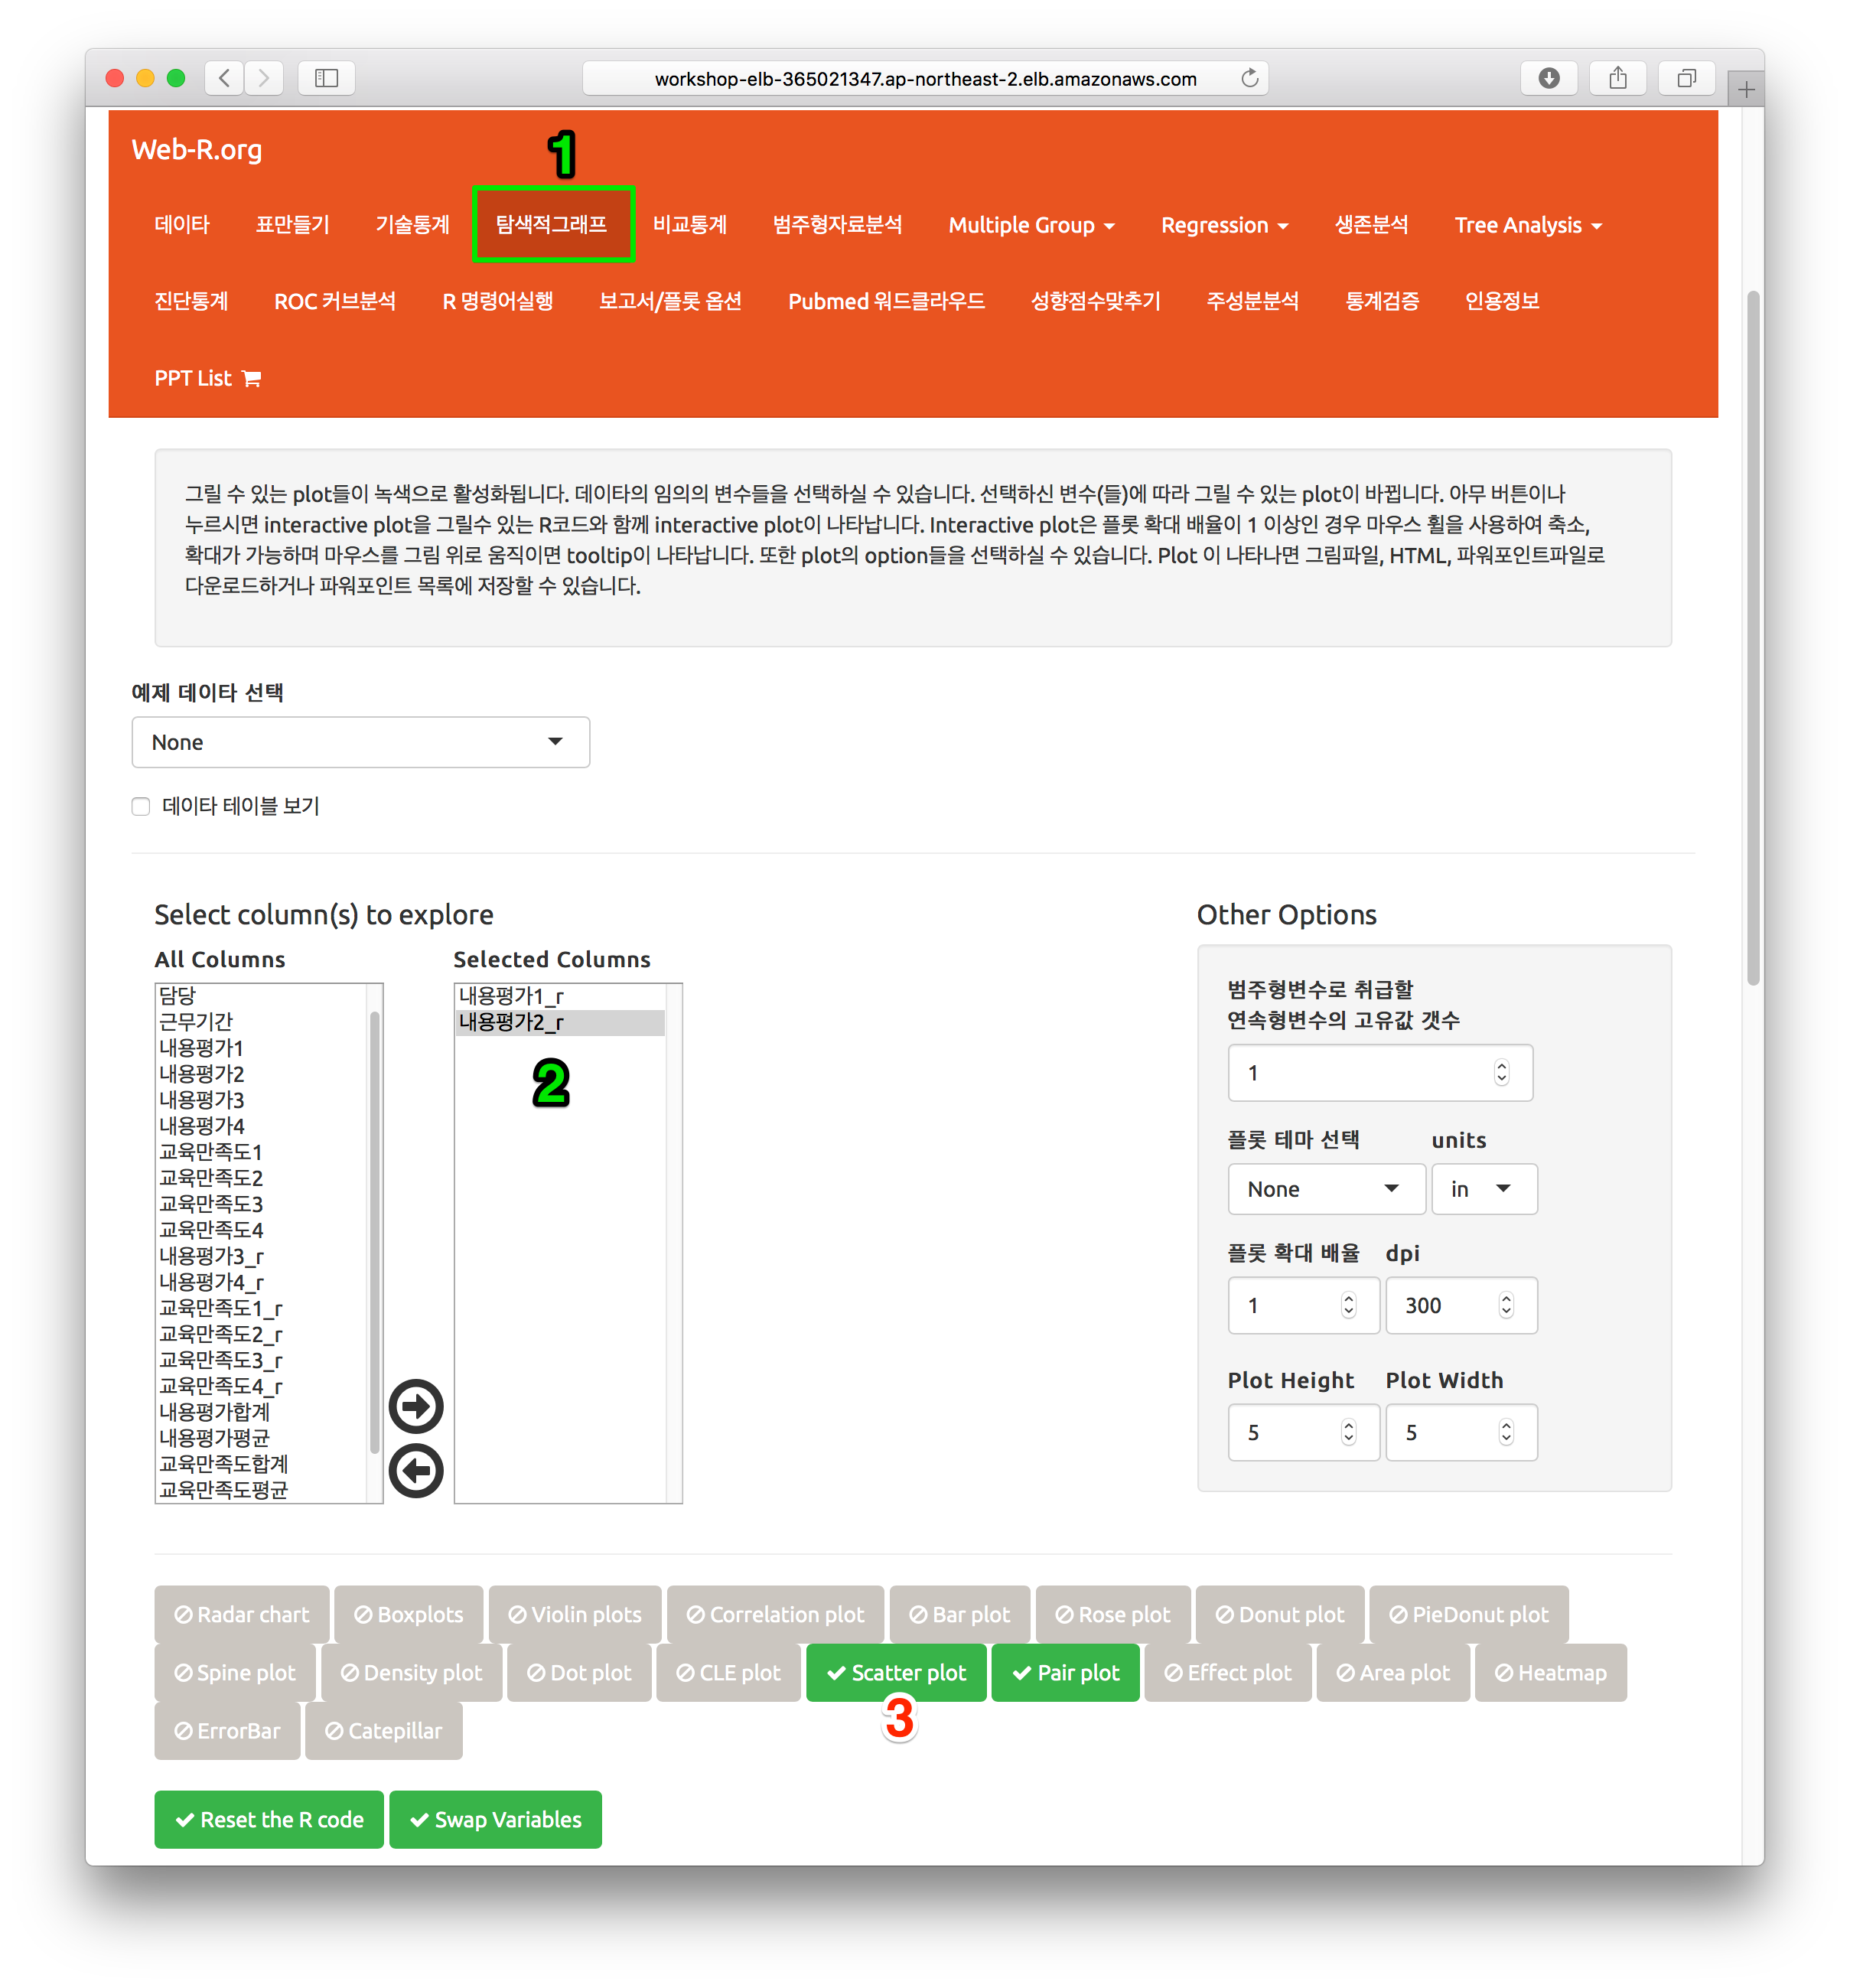 workshop-elb-365021347.ap-northeast-2.elb.amazonaws.com
Web-R.org
1
데이타 표만들기 기술통계 탐색적그래프 비교통계 범주형자료분석 Multiple Group Regression 생존분석 Tree Analysis
진단통계 ROC 커브분석 R 명령어실행 보고서/플롯 옵션 Pubmed 워드클라우드 성향점수맞추기 주성분분석 통계검증 인용정보
PPT List
그릴 수 있는 plot들이 녹색으로 활성화됩니다. 데이타의 임의의 변수들을 선택하실 수 있습니다. 선택하신 변수(들)에 따라 그릴 수 있는 plot이 바뀝니다. 아무 버튼이나
누르시면 interactive plot을 그릴수 있는 R코드와 함께 interactive plot이 나타납니다. Interactive plot은 플롯 확대 배율이 1 이상인 경우 마우스 휠을 사용하여 축소,
확대가 가능하며 마우스를 그림 위로 움직이면 tooltip이 나타납니다. 또한 plot의 option들을 선택하실 수 있습니다. Plot 이 나타나면 그림파일, HTML, 파워포인트파일로
다운로드하거나 파워포인트 목록에 저장할 수 있습니다.
예제 데이타 선택
None
데이타 테이블 보기
Select column(s) to explore
All Columns
담당
근무기간
내용평가1
내용평가2
내용평가3
내용평가4
교육만족도1
교육만족도2
교육만족도3
교육만족도4
내용평가3_r
내용평가4_r
교육만족도1_r
교육만족도2_r
교육만족도3_r
교육만족도4_r
내용평가합계
내용평가평균
교육만족도합계
교육만족도평균
Selected Columns
내용평가1_r
내용평가2_r
2
Other Options
범주형변수로 취급할
연속형변수의 고유값 갯수
1
플롯 테마 선택 units
None in
플롯 확대 배율 dpi
1 300
Plot Height Plot Width
5 5
Radar chart Boxplots Violin plots Correlation plot Bar plot Rose plot Donut plot PieDonut plot
Spine plot Density plot Dot plot CLE plot Scatter plot Pair plot Effect plot Area plot Heatmap
3
ErrorBar Catepillar
Reset the R code Swap Variables